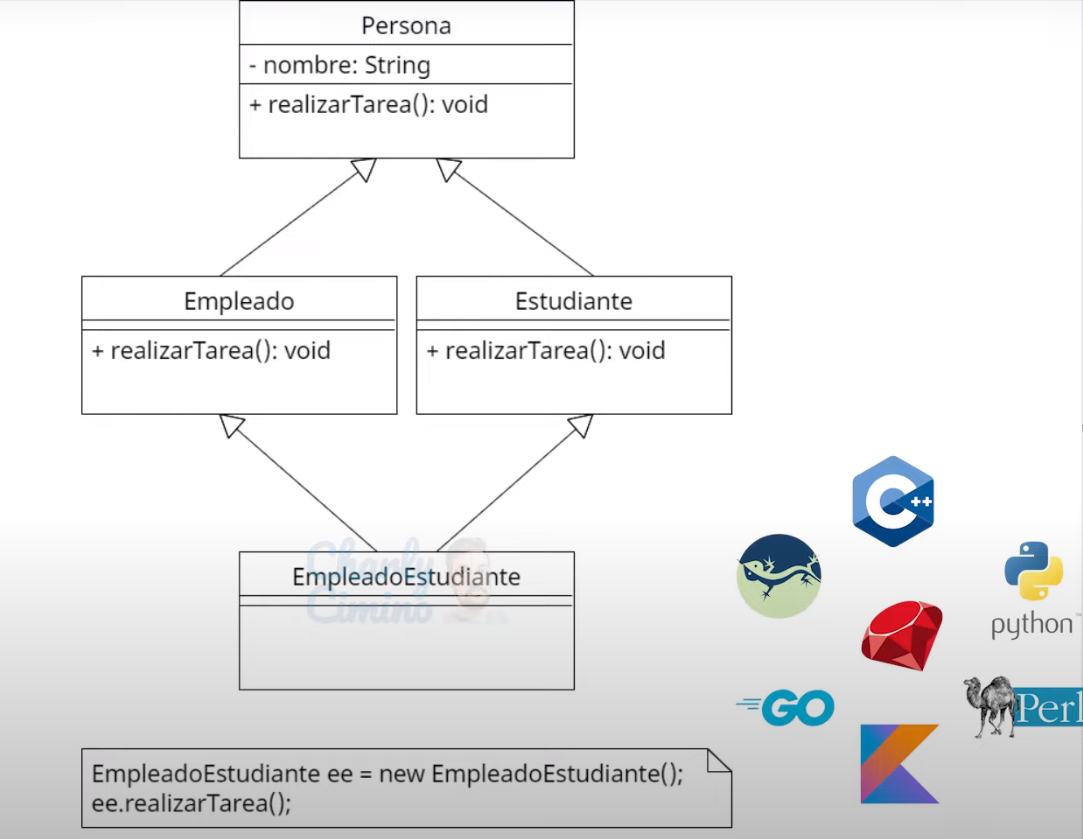 Persona
- nombre: String
+ realizarTarea(): void
Empleado
+ realizarTarea(): void
Estudiante
+ realizarTarea(): void
Charly
Cimino
EmpleadoEstudiante
C++
python
GO
Perl
EmpleadoEstudiante ee = new EmpleadoEstudiante();
ee.realizarTarea();